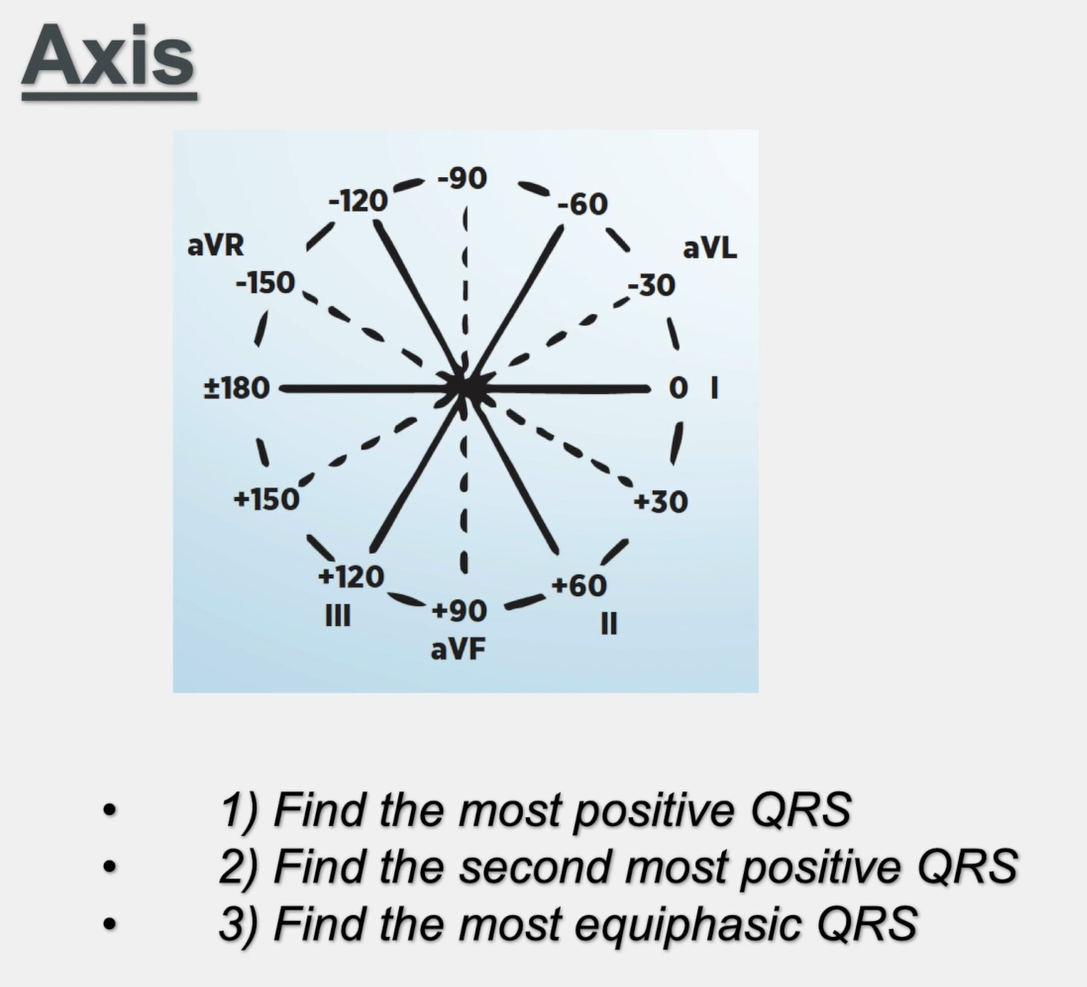 Axis
-90
-120
-60
aVR
aVL
-150
-30
±180
0 I
+150
+30
+120
+60
III
+90
II
aVF
• 1) Find the most positive QRS
• 2) Find the second most positive QRS
• 3) Find the most equiphasic QRS